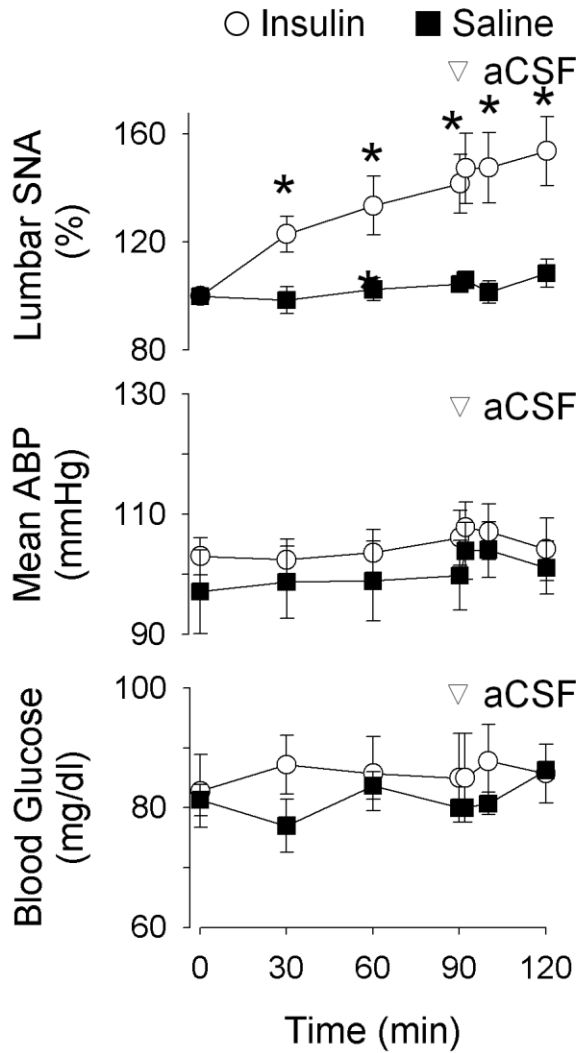 Insulin Saline
aCSF
* * * * *
160
120
80
*
Lumbar SNA
(%)
aCSF
130
110
90
Mean ABP
(mmHg)
aCSF
100
80
60
Blood Glucose
(mg/dl)
0 30 60 90 120
Time (min)